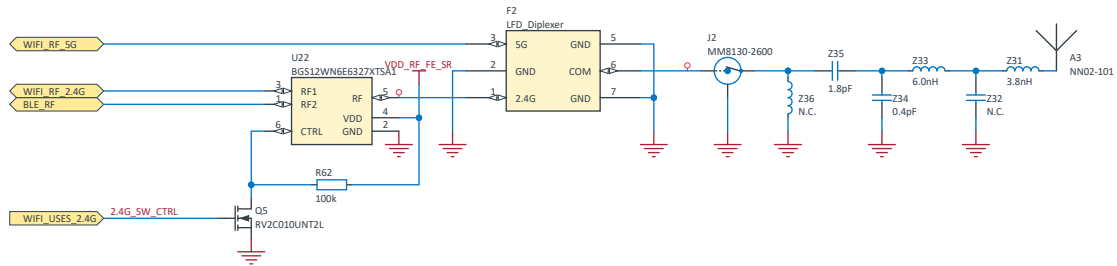 F2
LFD_Diplexer
WIFI_RF_5G
3
5G
GND
5
J2
MM8130-2600
U22
BGS12WN6E6327XTSA1
VDD_RF_FE_SR
2
GND
COM
6
Z35
1.8pF
Z33
6.0nH
Z31
3.8nH
A3
NN02-101
WIFI_RF_2.4G
3
RF1
RF
5
1
2.4G
GND
7
BLE_RF
1
RF2
VDD
4
6
CTRL
GND
2
Z36
N.C.
Z34
0.4pF
Z32
N.C.
R62
100k
WIFI_USES_2.4G
2.4G_SW_CTRL
Q5
RV2C010UNT2L